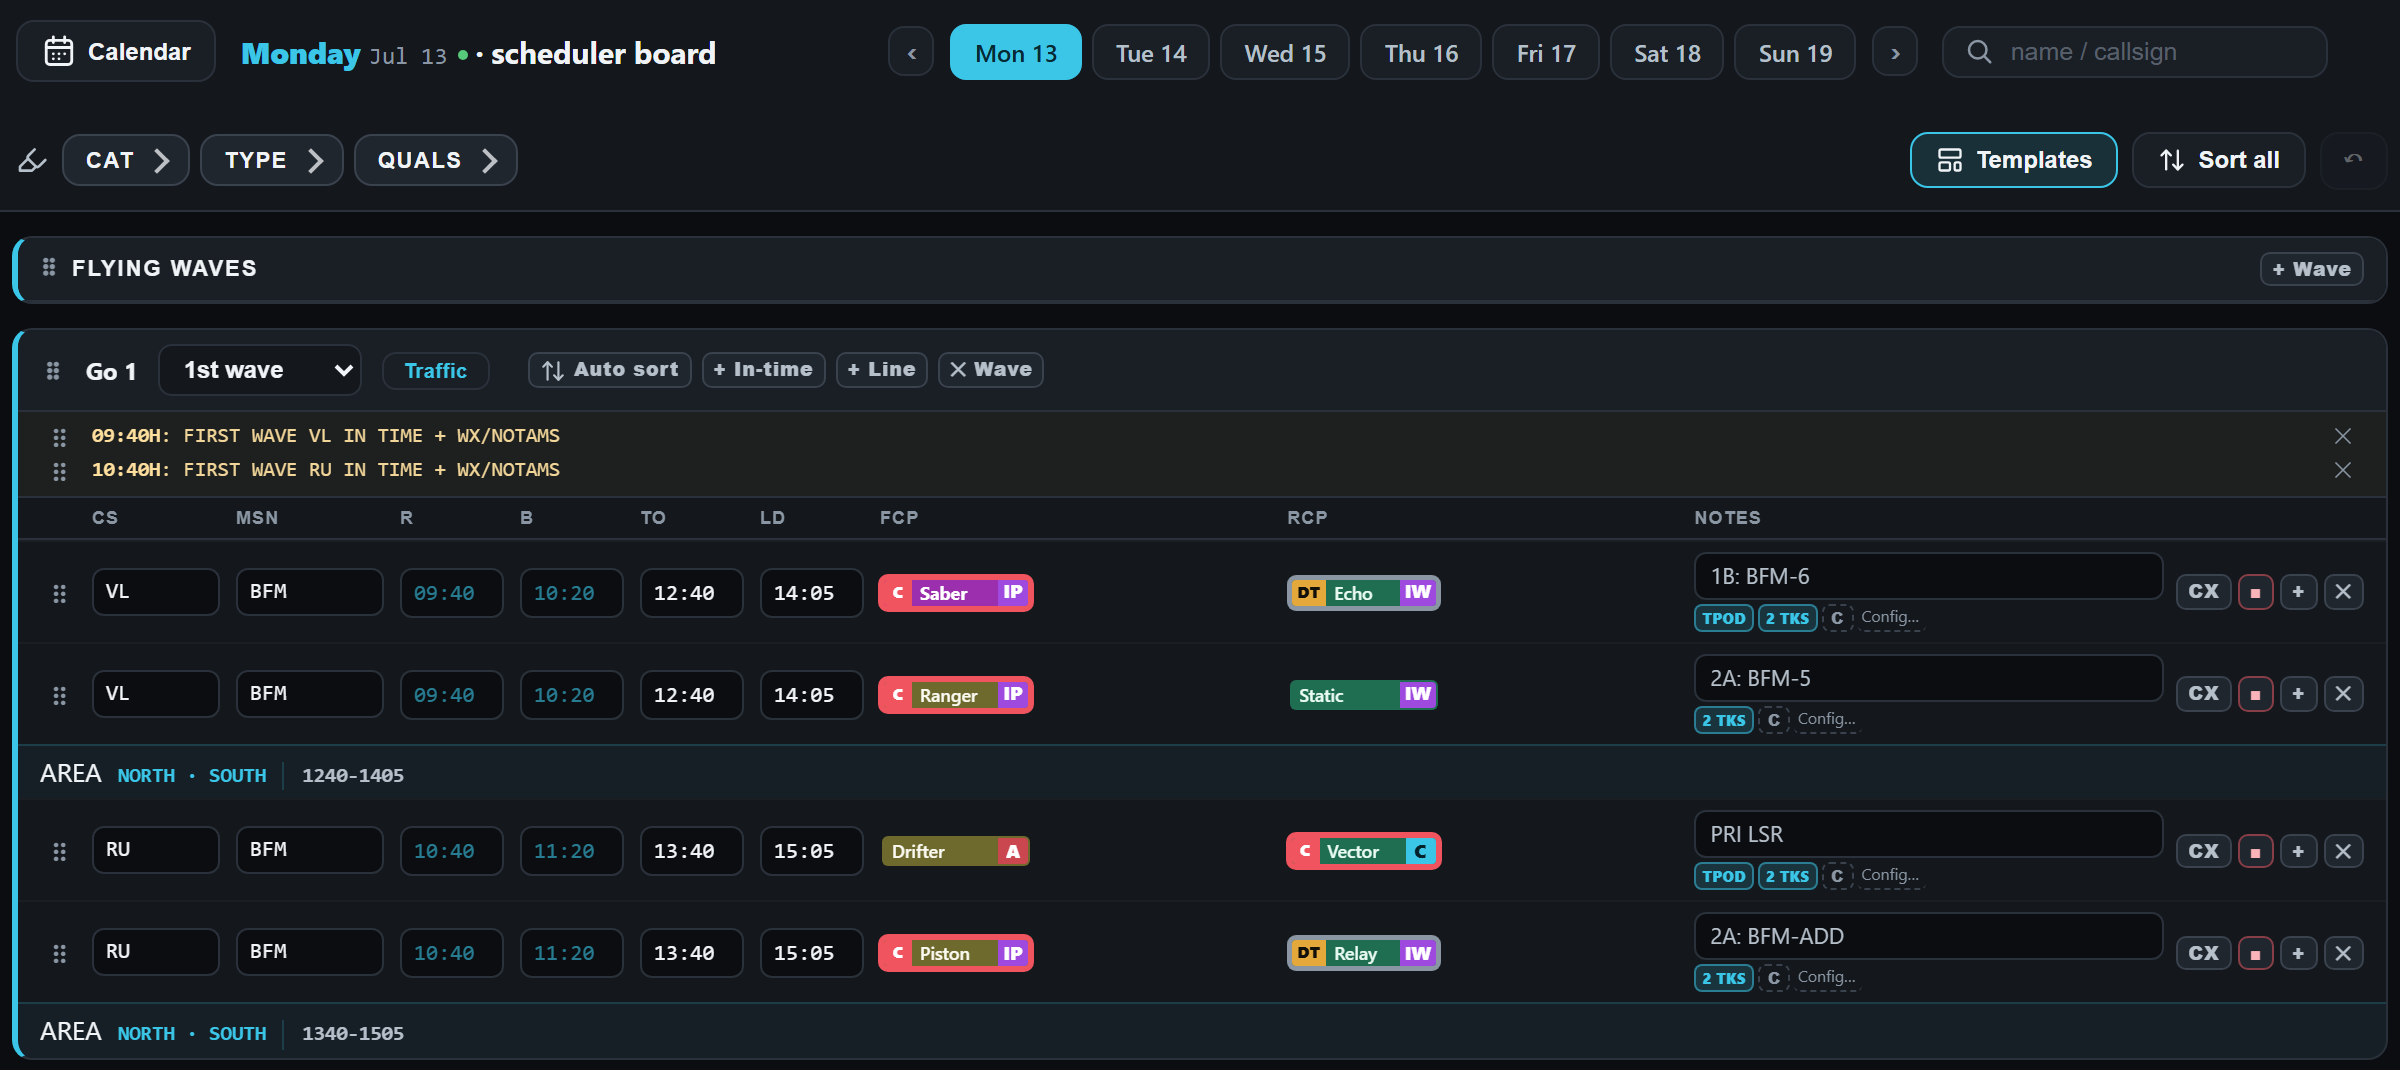 Calendar Monday Jul 13 • · scheduler board ‹ Mon 13 Tue 14 Wed 15 Thu 16 Fri 17 Sat 18 Sun 19 › name / callsign
CAT TYPE QUALS Templates Sort all
FLYING WAVES + Wave
Go 1 1st wave Traffic Auto sort + In-time + Line × Wave
09:40H: FIRST WAVE VL IN TIME + WX/NOTAMS
10:40H: FIRST WAVE RU IN TIME + WX/NOTAMS
CS MSN R B TO LD FCP RCP NOTES
VL BFM 09:40 10:20 12:40 14:05 C Saber IP DT Echo IW 1B: BFM-6 CX + ×
TPOD 2 TKS C Config...
VL BFM 09:40 10:20 12:40 14:05 C Ranger IP Static IW 2A: BFM-5 CX + ×
2 TKS C Config...
AREA NORTH · SOUTH 1240-1405
RU BFM 10:40 11:20 13:40 15:05 Drifter A C Vector C PRI LSR CX + ×
TPOD 2 TKS C Config...
RU BFM 10:40 11:20 13:40 15:05 C Piston IP DT Relay IW 2A: BFM-ADD CX + ×
2 TKS C Config...
AREA NORTH · SOUTH 1340-1505